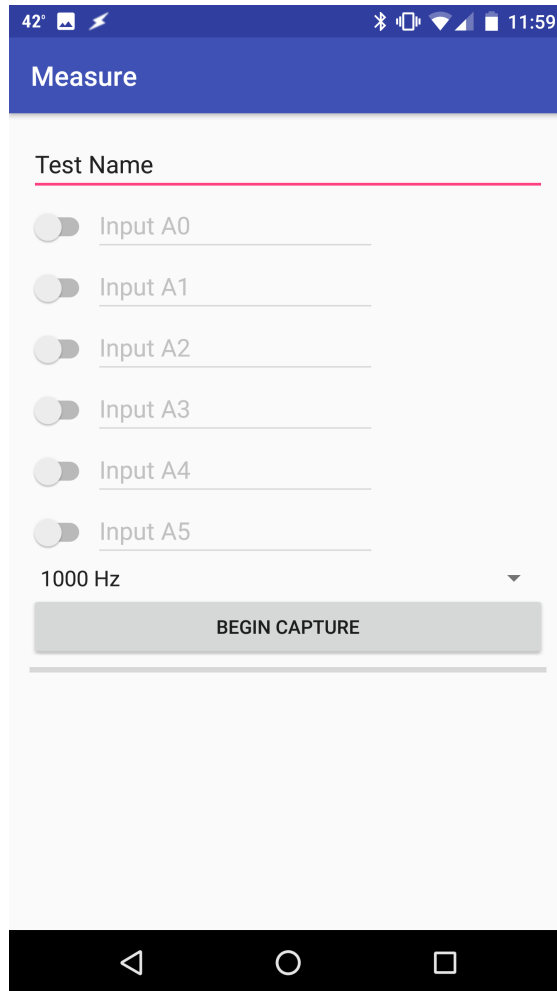 42° 11:59
Measure
Test Name
Input A0
Input A1
Input A2
Input A3
Input A4
Input A5
1000 Hz
BEGIN CAPTURE